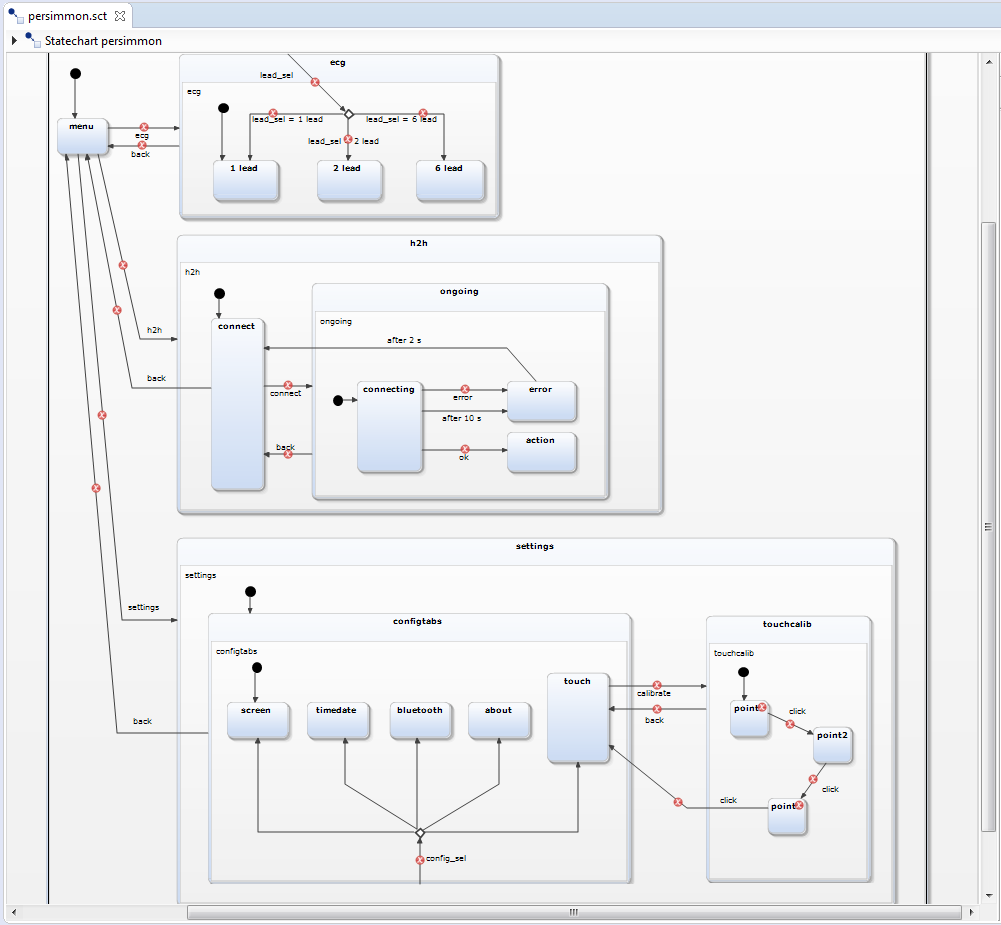 persimmon.sct
Statechart persimmon
ecg
lead_sel
ecg
menu
lead_sel = 1 lead
lead_sel = 6 lead
ecg
back
lead_sel
2 lead
1 lead
2 lead
6 lead
h2h
h2h
ongoing
ongoing
connect
h2h
after 2 s
back
connect
connecting
error
error
after 10 s
action
back
ok
settings
settings
settings
configtabs
touchcalib
configtabs
touchcalib
touch
calibrate
screen
timedate
bluetooth
about
back
point
click
point2
back
click
click
point
config_sel